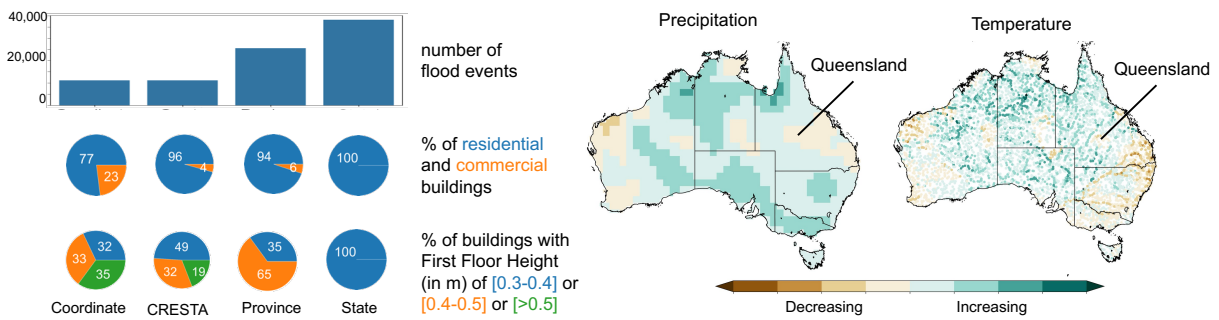 40,000
20,000
0
number of
flood events
77
23
96
4
94
6
100
% of residential
and commercial
buildings
33
32
35
49
32
19
35
65
100
% of buildings with
First Floor Height
(in m) of [0.3-0.4] or
[0.4-0.5] or [>0.5]
Coordinate CRESTA Province State
Precipitation
Queensland
Temperature
Queensland
Decreasing Increasing